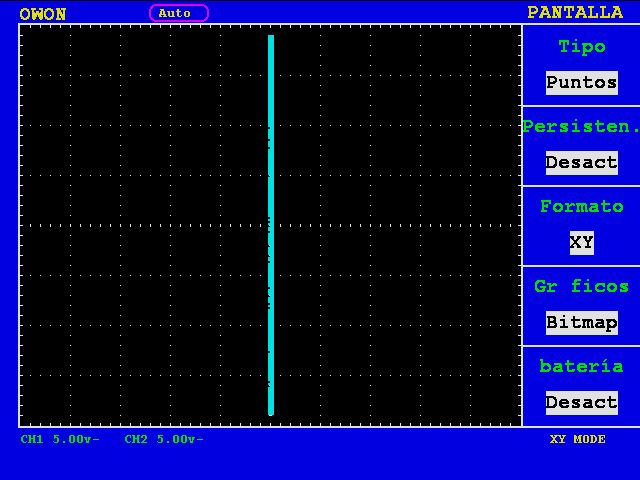 OWON Auto PANTALLA
Tipo
Puntos
Persisten.
Desact
Formato
XY
Gr ficos
Bitmap
batería
Desact
CH1 5.00v~ CH2 5.00v~ XY MODE